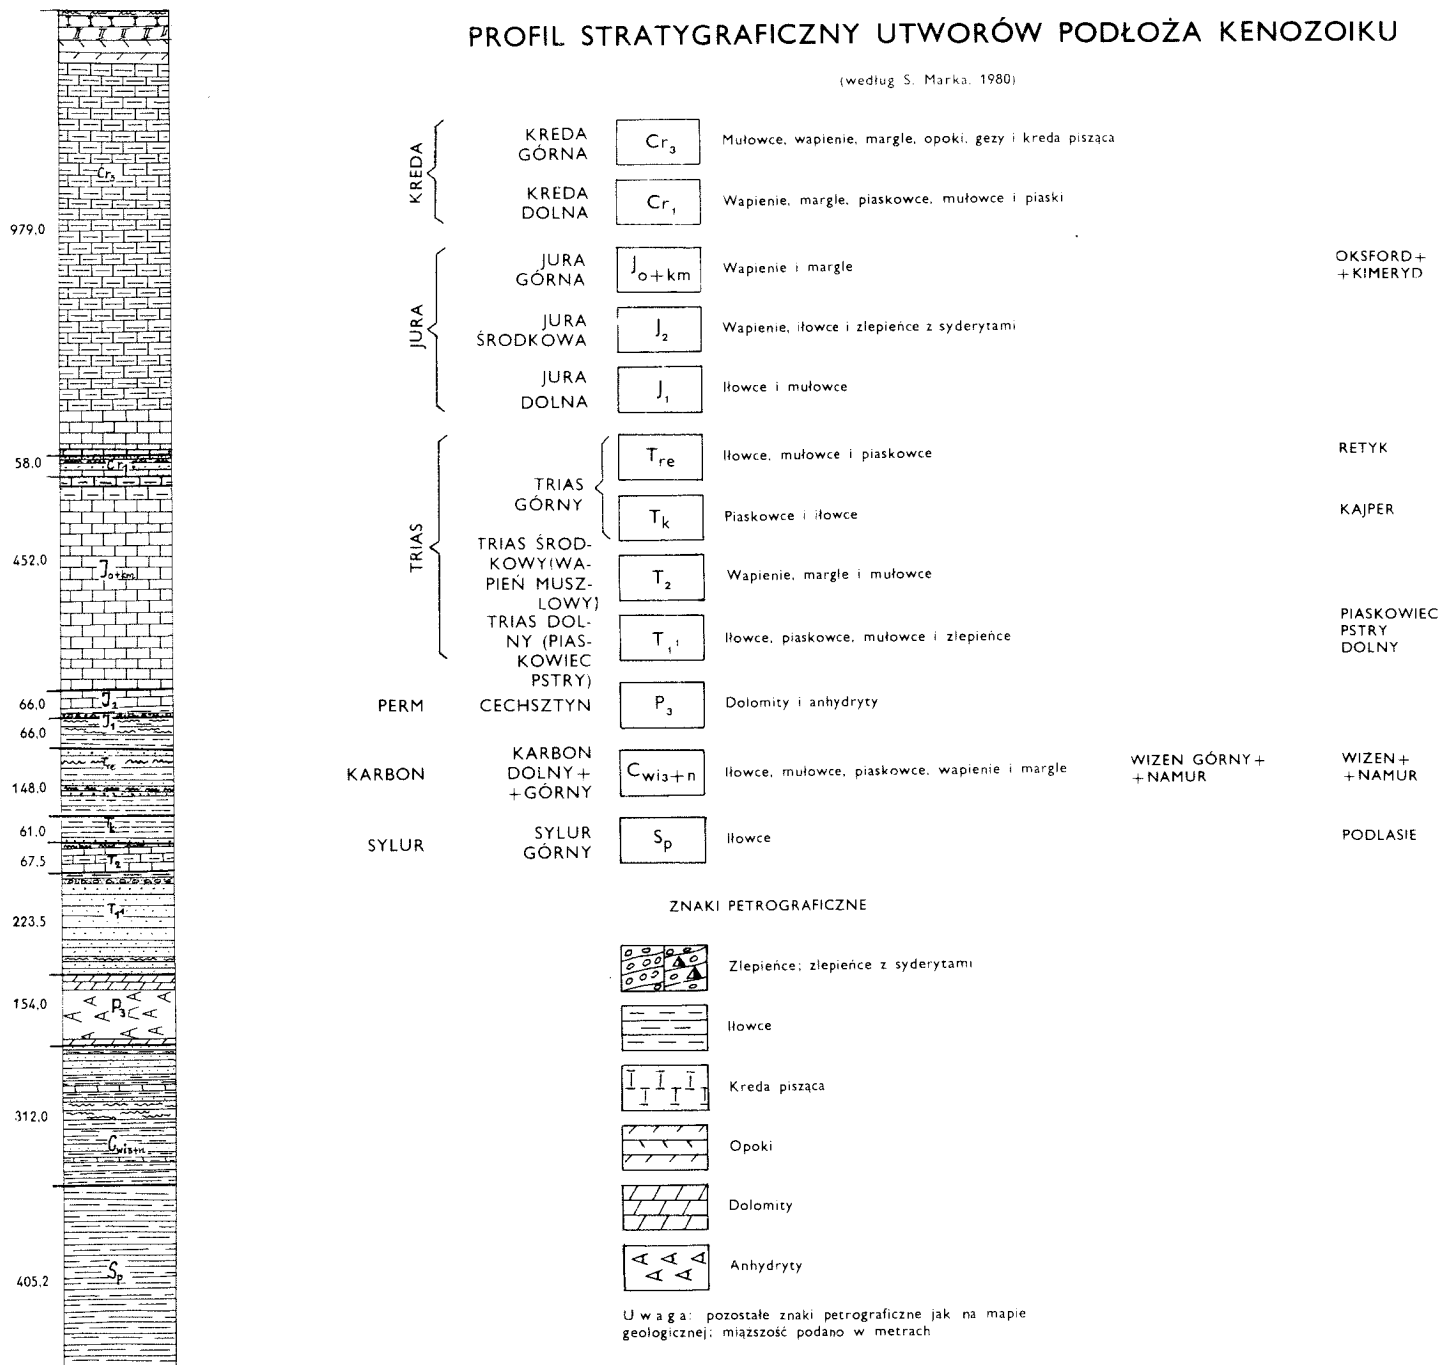 PROFIL STRATYGRAFICZNY UTWORÓW PODŁOŻA KENOZOIKU
(według S. Marka. 1980)
KREDA
KREDA
GÓRNA
Cr₃
Mułowce, wapienie, margle, opoki, gezy i kreda pisząca
KREDA
DOLNA
Cr₁
Wapienie, margle, piaskowce, mułowce i piaski
JURA
JURA
GÓRNA
Jo+km
Wapienie i margle
OKSFORD+
+KIMERYD
JURA
ŚRODKOWA
J₂
Wapienie, iłowce i zlepieńce z syderytami
JURA
DOLNA
J₁
Iłowce i mułowce
TRIAS
TRIAS
GÓRNY
Tre
Iłowce, mułowce i piaskowce
RETYK
Tk
Piaskowce i iłowce
KAJPER
TRIAS ŚROD-
KOWY(WA-
PIEŃ MUSZ-
LOWY)
T₂
Wapienie, margle i mułowce
TRIAS DOL-
NY (PIAS-
KOWIEC
PSTRY)
T₁¹
Iłowce, piaskowce, mułowce i zlepieńce
PIASKOWIEC
PSTRY
DOLNY
PERM
CECHSZTYN
P₃
Dolomity i anhydryty
KARBON
KARBON
DOLNY+
+GÓRNY
Cwi₃+n
Iłowce, mułowce, piaskowce, wapienie i margle
WIZEN GÓRNY+
+NAMUR
WIZEN+
+NAMUR
SYLUR
SYLUR
GÓRNY
Sp
Iłowce
PODLASIE
ZNAKI PETROGRAFICZNE
Zlepieńce; zlepieńce z syderytami
Iłowce
Kreda pisząca
Opoki
Dolomity
Anhydryty
Uwaga: pozostałe znaki petrograficzne jak na mapie
geologicznej; miąższość podano w metrach
Cr₃
979.0
58.0
Cr₁
452.0
Jo+km
66.0
J₂
66.0
J₁
Tre
148.0
Tk
61.0
67.5
T₂
T₁¹
223.5
154.0
P₃
312.0
Cwi3+n
405.2
Sp